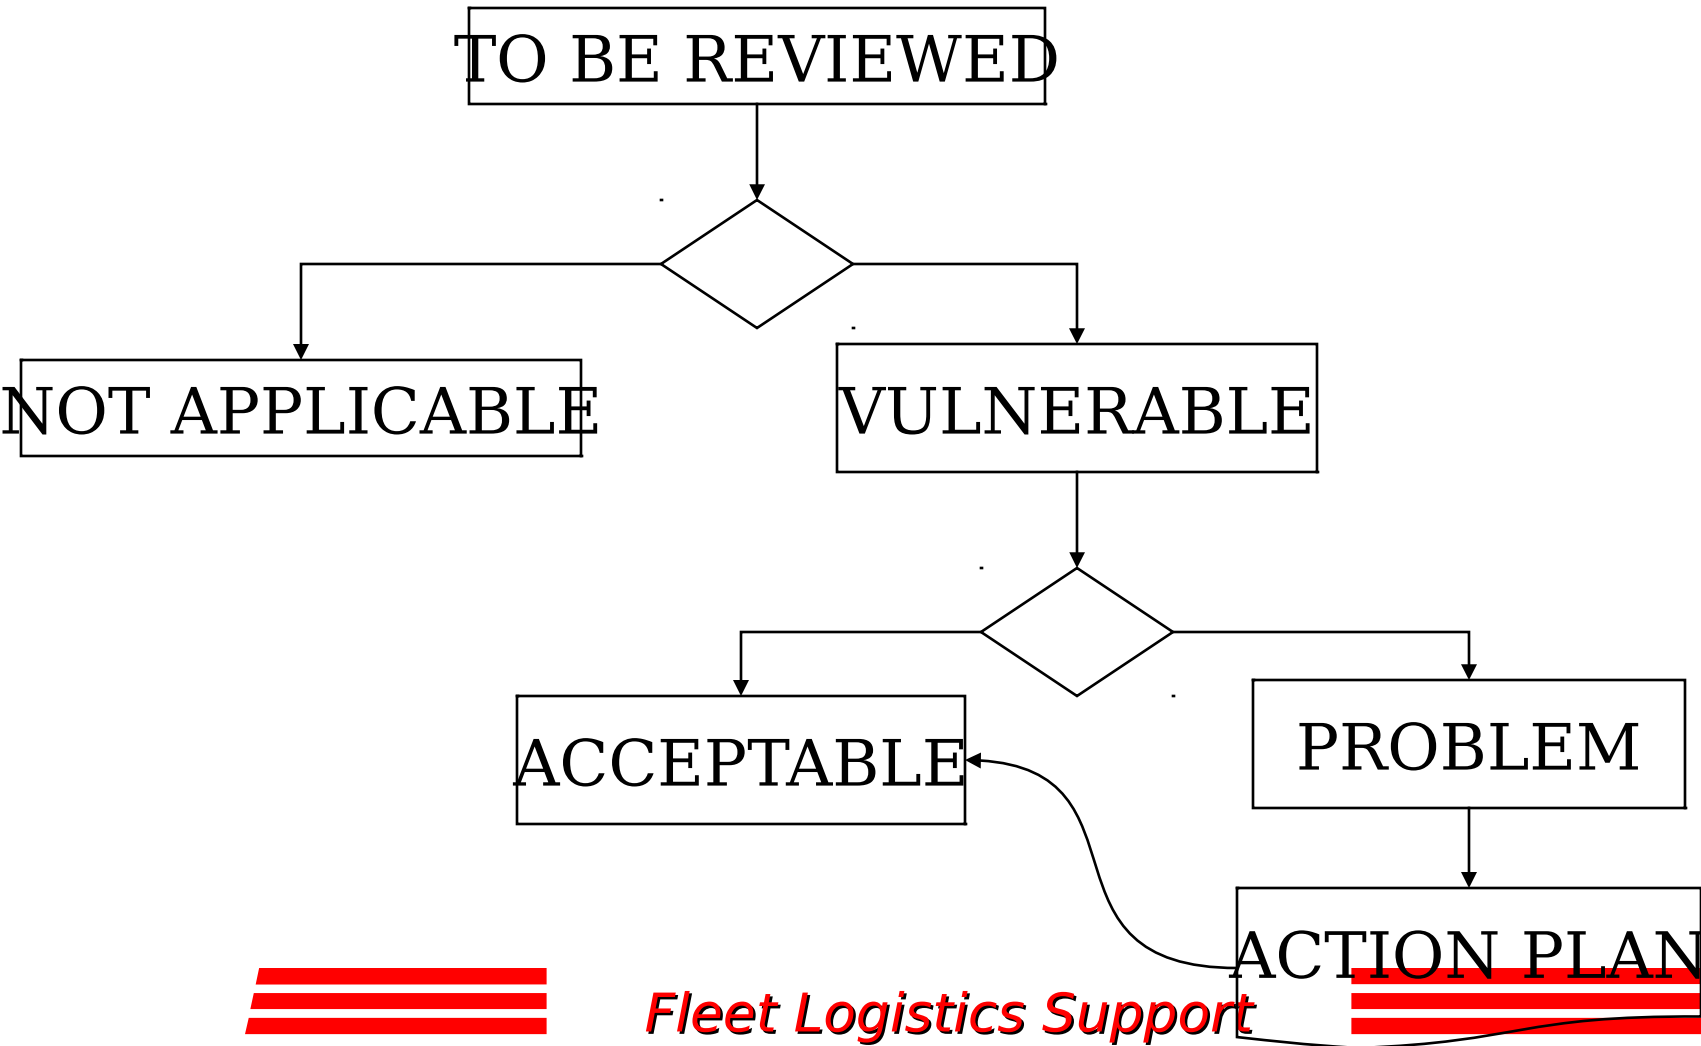 TO BE REVIEWED
NOT APPLICABLE
VULNERABLE
ACCEPTABLE
PROBLEM
ACTION PLAN
Fleet Logistics Support